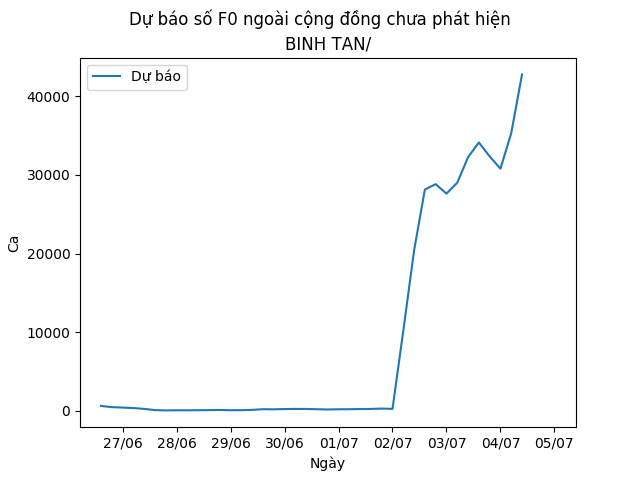 Dự báo số F0 ngoài cộng đồng chưa phát hiện
BINH TAN/
Dự báo
40000
30000
20000
10000
0
Ca
27/06 28/06 29/06 30/06 01/07 02/07 03/07 04/07 05/07
Ngày